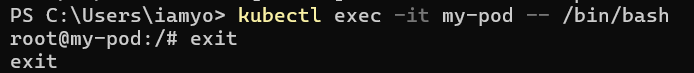 PS C:\Users\iamyo> kubectl exec -it my-pod -- /bin/bash
root@my-pod:/# exit
exit